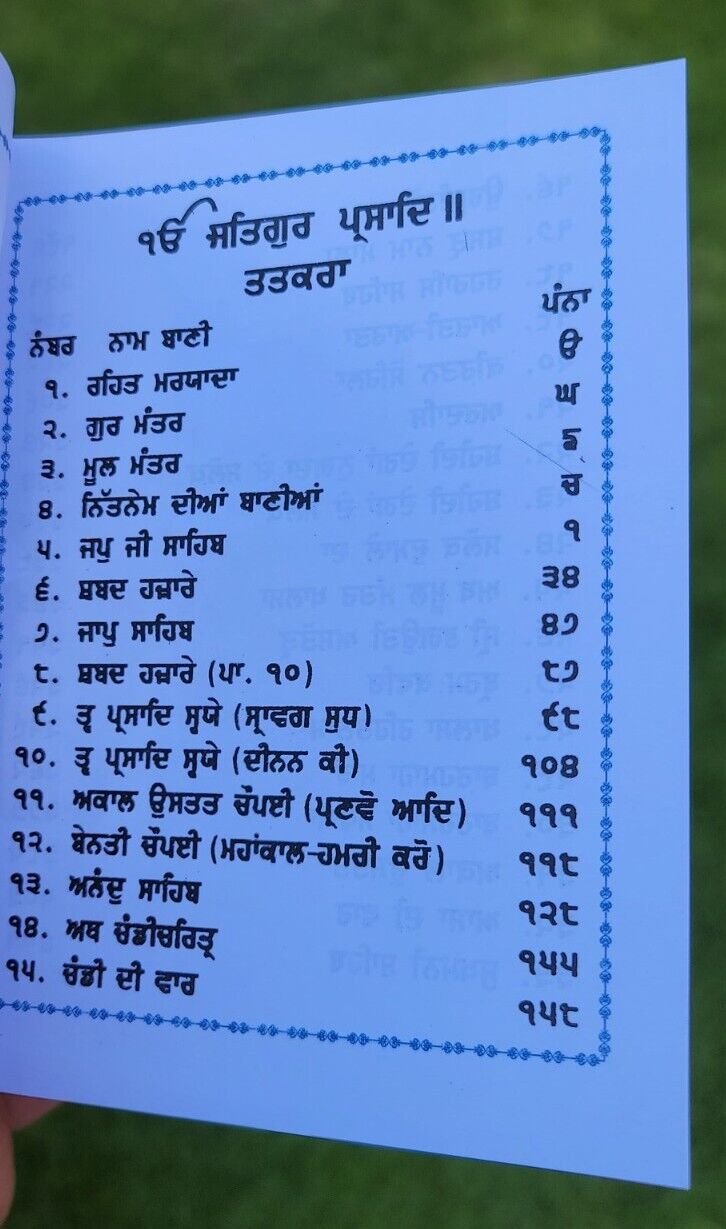 ੴ ਸਤਿਗੁਰ ਪ੍ਰਸਾਦਿ ॥
ਤਤਕਰਾ
ਨੰਬਰ ਨਾਮ ਬਾਣੀ ਪੰਨਾ
੧. ਰਹਿਤ ਮਰਯਾਦਾ ੳ
੨. ਗੁਰ ਮੰਤਰ ਘ
੩. ਮੂਲ ਮੰਤਰ ਙ
੪. ਨਿੱਤਨੇਮ ਦੀਆਂ ਬਾਣੀਆਂ ਚ
੫. ਜਪੁ ਜੀ ਸਾਹਿਬ ੧
੬. ਸ਼ਬਦ ਹਜ਼ਾਰੇ ੩੪
੭. ਜਾਪੁ ਸਾਹਿਬ ੪੭
੮. ਸ਼ਬਦ ਹਜ਼ਾਰੇ (ਪਾ. ੧੦) ੮੭
੯. ਤ੍ਵ ਪ੍ਰਸਾਦਿ ਸ੍ਵਯੇ (ਸ੍ਰਾਵਗ ਸੁਧ) ੯੮
੧੦. ਤ੍ਵ ਪ੍ਰਸਾਦਿ ਸ੍ਵਯੇ (ਦੀਨਨ ਕੀ) ੧੦੪
੧੧. ਅਕਾਲ ਉਸਤਤ ਚੌਪਈ (ਪ੍ਰਣਵੋ ਆਦਿ) ੧੧੧
੧੨. ਬੇਨਤੀ ਚੌਪਈ (ਮਹਾਂਕਾਲ-ਹਮਰੀ ਕਰੋ) ੧੧੮
੧੩. ਅਨੰਦੁ ਸਾਹਿਬ ੧੨੮
੧੪. ਅਥ ਚੰਡੀਚਰਿਤ੍ਰ ੧੫੫
੧੫. ਚੰਡੀ ਦੀ ਵਾਰ ੧੫੮